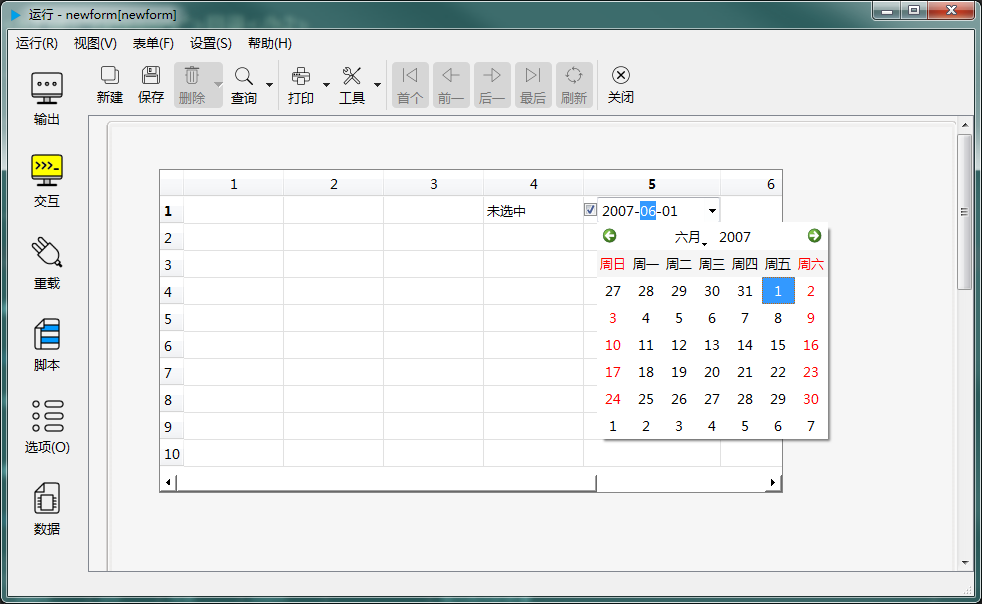 运行 - newform[newform]
运行(R) 视图(V) 表单(F) 设置(S) 帮助(H)
新建 保存 删除 查询 打印 工具 首个 前一 后一 最后 刷新 关闭
输出
交互
重载
脚本
选项(O)
数据
1 2 3 4 5 6
1 未选中 2007-06-01
2
3
4
5
6
7
8
9
10
六月 2007
周日 周一 周二 周三 周四 周五 周六
27 28 29 30 31 1 2
3 4 5 6 7 8 9
10 11 12 13 14 15 16
17 18 19 20 21 22 23
24 25 26 27 28 29 30
1 2 3 4 5 6 7